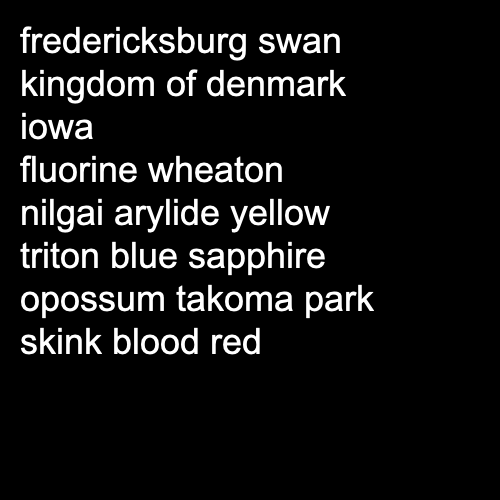 fredericksburg swan
kingdom of denmark
iowa
fluorine wheaton
nilgai arylide yellow
triton blue sapphire
opossum takoma park
skink blood red